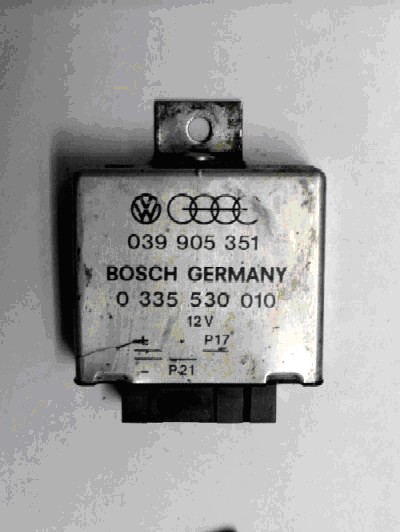 039 905 351
BOSCH GERMANY
0 335 530 010
12V
+ P17
- P21